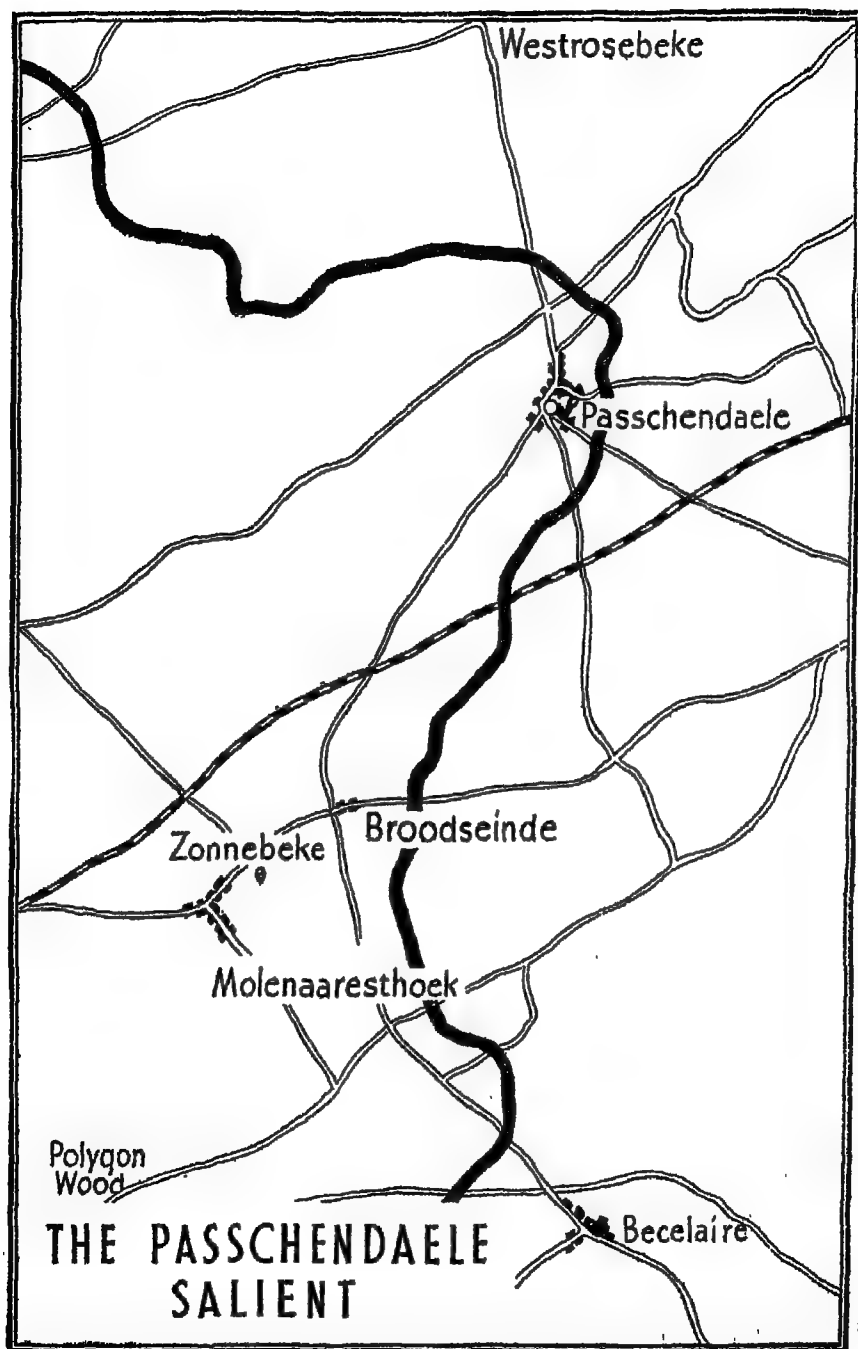 Westrosebeke
Passchendaele
Broodseinde
Zonnebeke
Molenaaresthoek
Polygon
Wood
Becelaire
THE PASSCHENDAELE
SALIENT